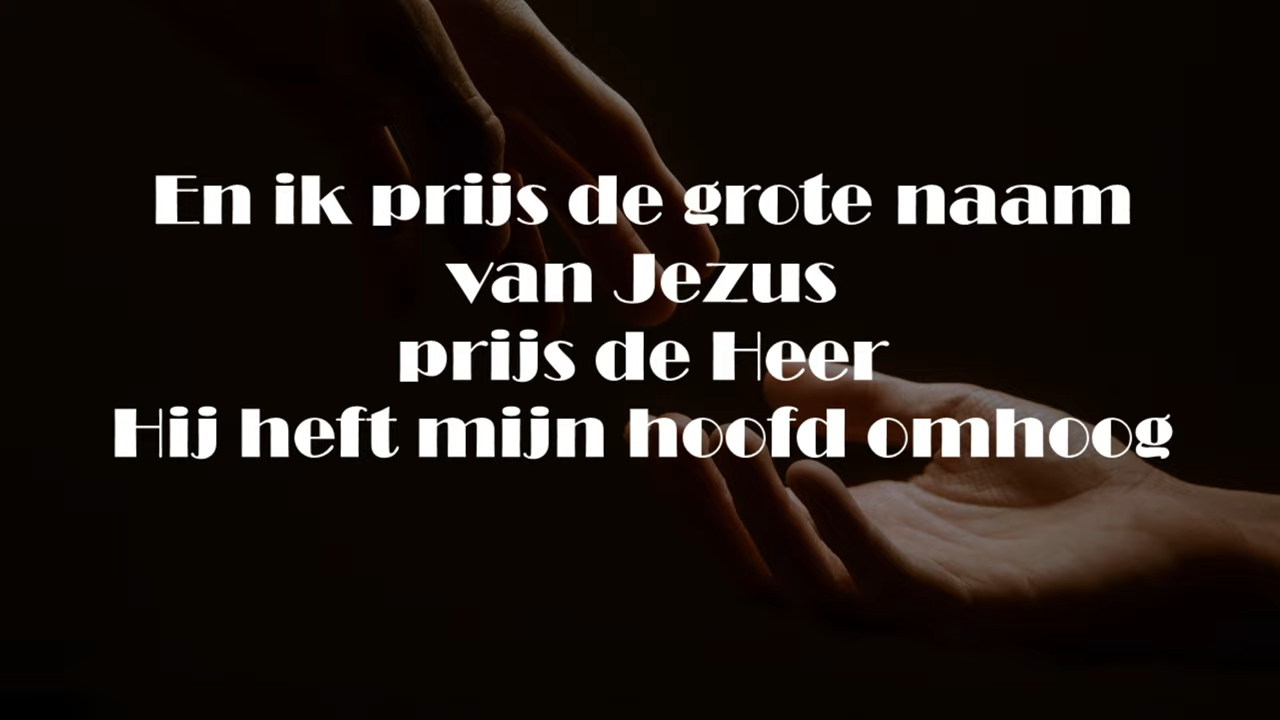 En ik prijs de grote naam
van Jezus
prijs de Heer
Hij heft mijn hoofd omhoog